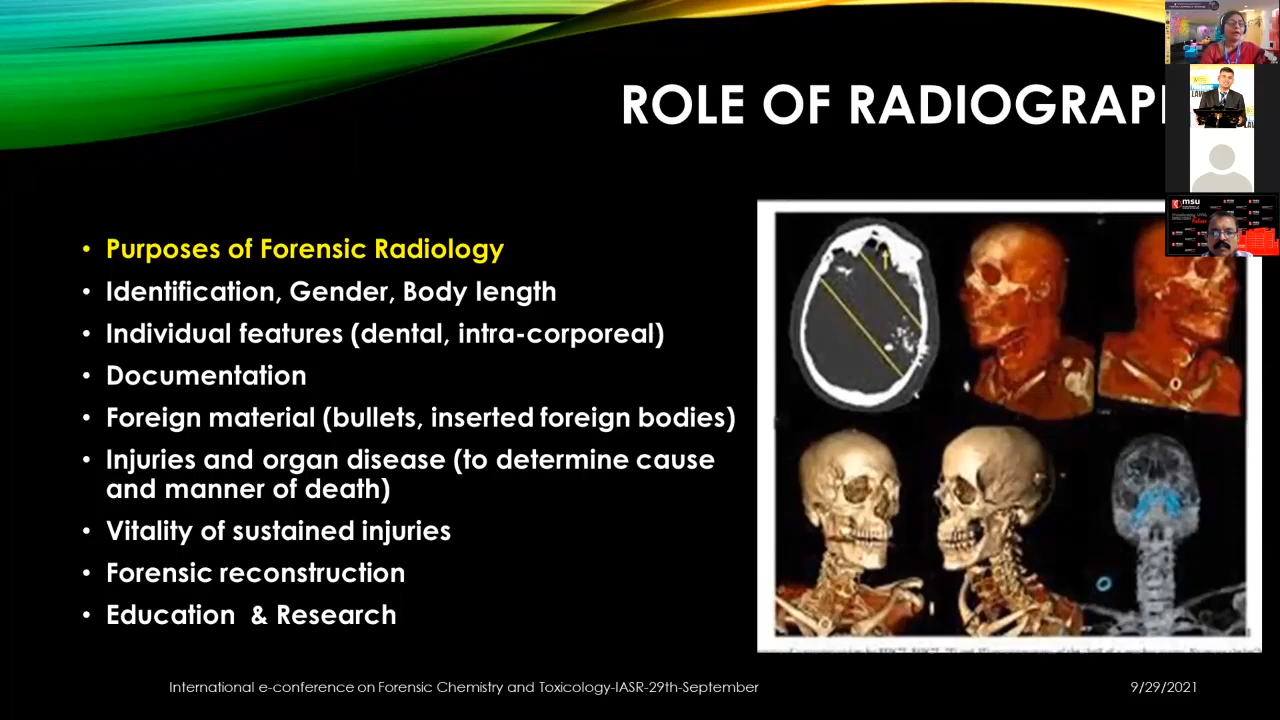 ROLE OF RADIOGRAP
• Purposes of Forensic Radiology
• Identification, Gender, Body length
• Individual features (dental, intra-corporeal)
• Documentation
• Foreign material (bullets, inserted foreign bodies)
• Injuries and organ disease (to determine cause
and manner of death)
• Vitality of sustained injuries
• Forensic reconstruction
• Education & Research
International e-conference on Forensic Chemistry and Toxicology-IASR-29th-September
9/29/2021
msu